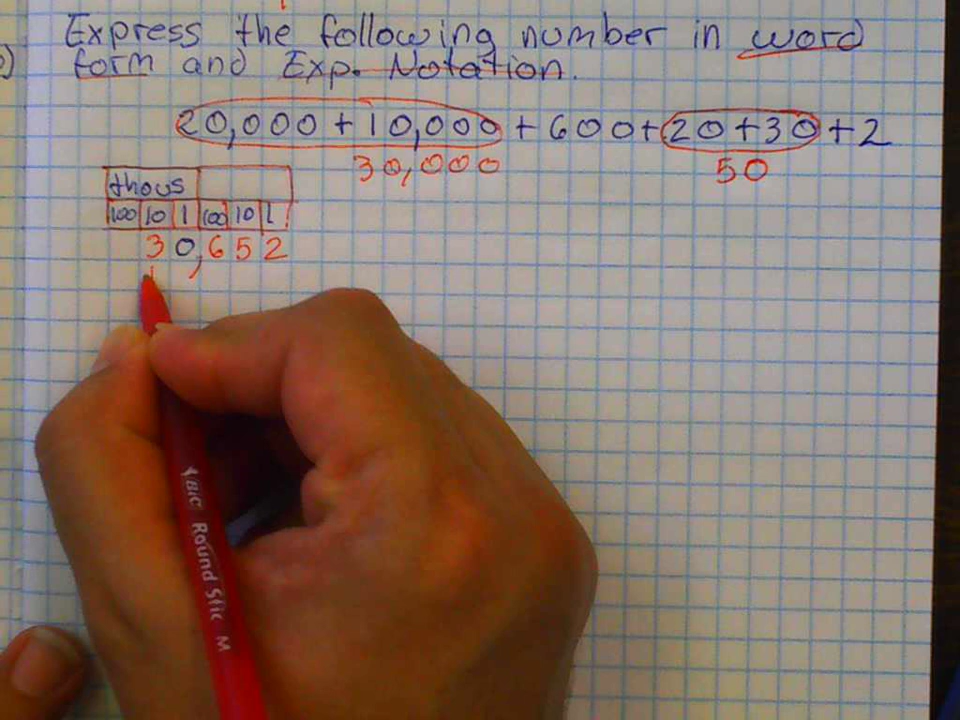 Express the following number in word
form and Exp. Notation.
20,000 + 10,000 + 600 + 20 + 30 + 2
30,000 50
thous
100 10 1 100 10 1
30,652
BIC Round Stic M